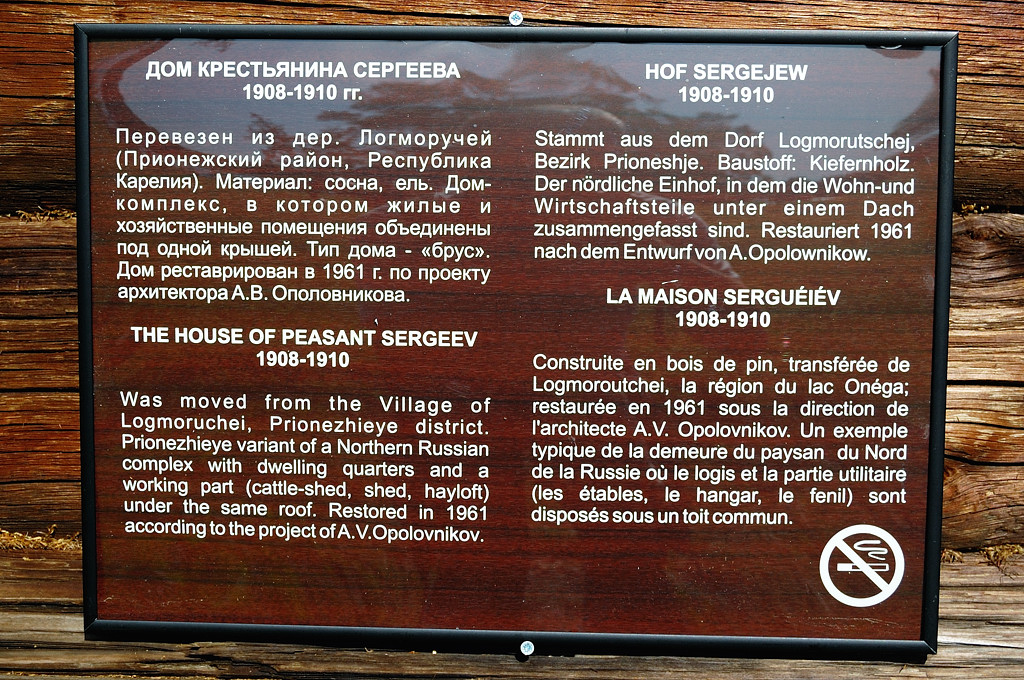 ДОМ КРЕСТЬЯНИНА СЕРГЕЕВА
1908-1910 гг.
Перевезен из дер. Логморучей
(Прионежский район, Республика
Карелия). Материал: сосна, ель. Дом-
комплекс, в котором жилые и
хозяйственные помещения объединены
под одной крышей. Тип дома - «брус».
Дом реставрирован в 1961 г. по проекту
архитектора А.В. Ополовникова.
THE HOUSE OF PEASANT SERGEEV
1908-1910
Was moved from the Village of
Logmoruchei, Prionezhieye district.
Prionezhieye variant of a Northern Russian
complex with dwelling quarters and a
working part (cattle-shed, shed, hayloft)
under the same roof. Restored in 1961
according to the project of A.V.Opolovnikov.
HOF SERGEJEW
1908-1910
Stammt aus dem Dorf Logmorutschej,
Bezirk Prioneshje. Baustoff: Kiefernholz.
Der nördliche Einhof, in dem die Wohn-und
Wirtschaftsteile unter einem Dach
zusammengefasst sind. Restauriert 1961
nach dem Entwurf von A.Opolownikow.
LA MAISON SERGUÉIÉV
1908-1910
Construite en bois de pin, transférée de
Logmoroutchei, la région du lac Onéga;
restaurée en 1961 sous la direction de
l'architecte A.V. Opolovnikov. Un exemple
typique de la demeure du paysan du Nord
de la Russie où le logis et la partie utilitaire
(les étables, le hangar, le fenil) sont
disposés sous un toit commun.